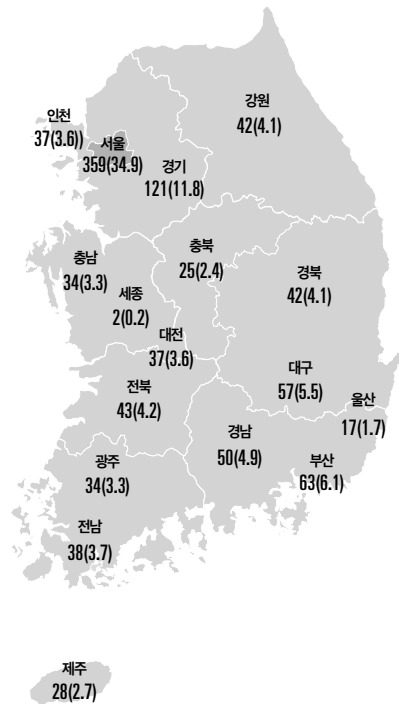 강원
42(4.1)
인천
37(3.6))
서울
359(34.9)
경기
121(11.8)
충북
25(2.4)
충남
34(3.3)
세종
2(0.2)
경북
42(4.1)
대전
37(3.6)
대구
57(5.5)
전북
43(4.2)
울산
17(1.7)
경남
50(4.9)
부산
63(6.1)
광주
34(3.3)
전남
38(3.7)
제주
28(2.7)